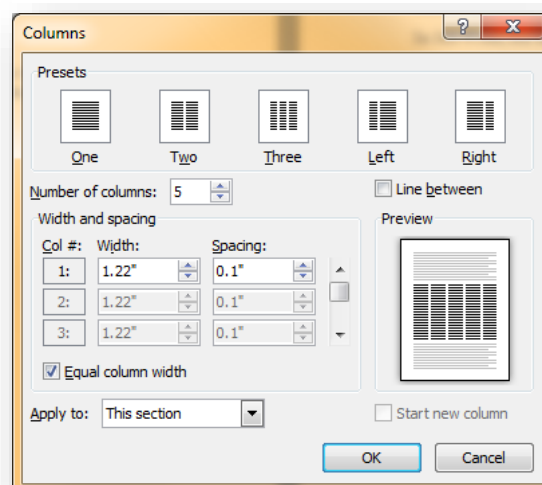 Columns
Presets
One Two Three Left Right
Number of columns: 5
Line between
Width and spacing
Preview
Col #: Width: Spacing:
1: 1.22" 0.1"
2: 1.22" 0.1"
3: 1.22" 0.1"
Equal column width
Apply to: This section
Start new column
OK Cancel